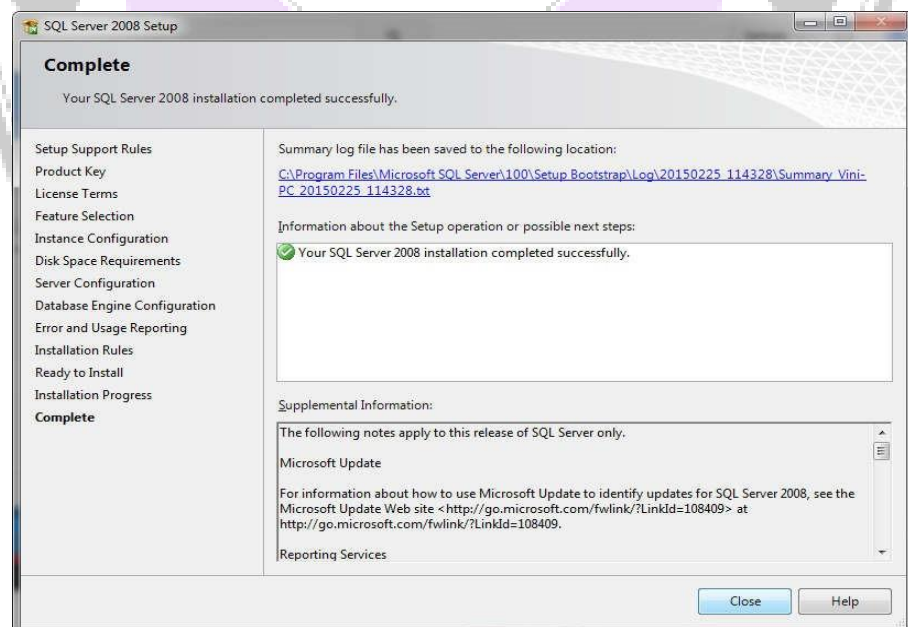 SQL Server 2008 Setup
Complete
Your SQL Server 2008 installation completed successfully.
Setup Support Rules
Product Key
License Terms
Feature Selection
Instance Configuration
Disk Space Requirements
Server Configuration
Database Engine Configuration
Error and Usage Reporting
Installation Rules
Ready to Install
Installation Progress
Complete
Summary log file has been saved to the following location:
C:\Program Files\Microsoft SQL Server\100\Setup Bootstrap\Log\20150225_114328\Summary_Vini-
PC_20150225_114328.txt
Information about the Setup operation or possible next steps:
Your SQL Server 2008 installation completed successfully.
Supplemental Information:
The following notes apply to this release of SQL Server only.
Microsoft Update
For information about how to use Microsoft Update to identify updates for SQL Server 2008, see the
Microsoft Update Web site <http://go.microsoft.com/fwlink/?LinkId=108409> at
http://go.microsoft.com/fwlink/?LinkId=108409.
Reporting Services
Close
Help